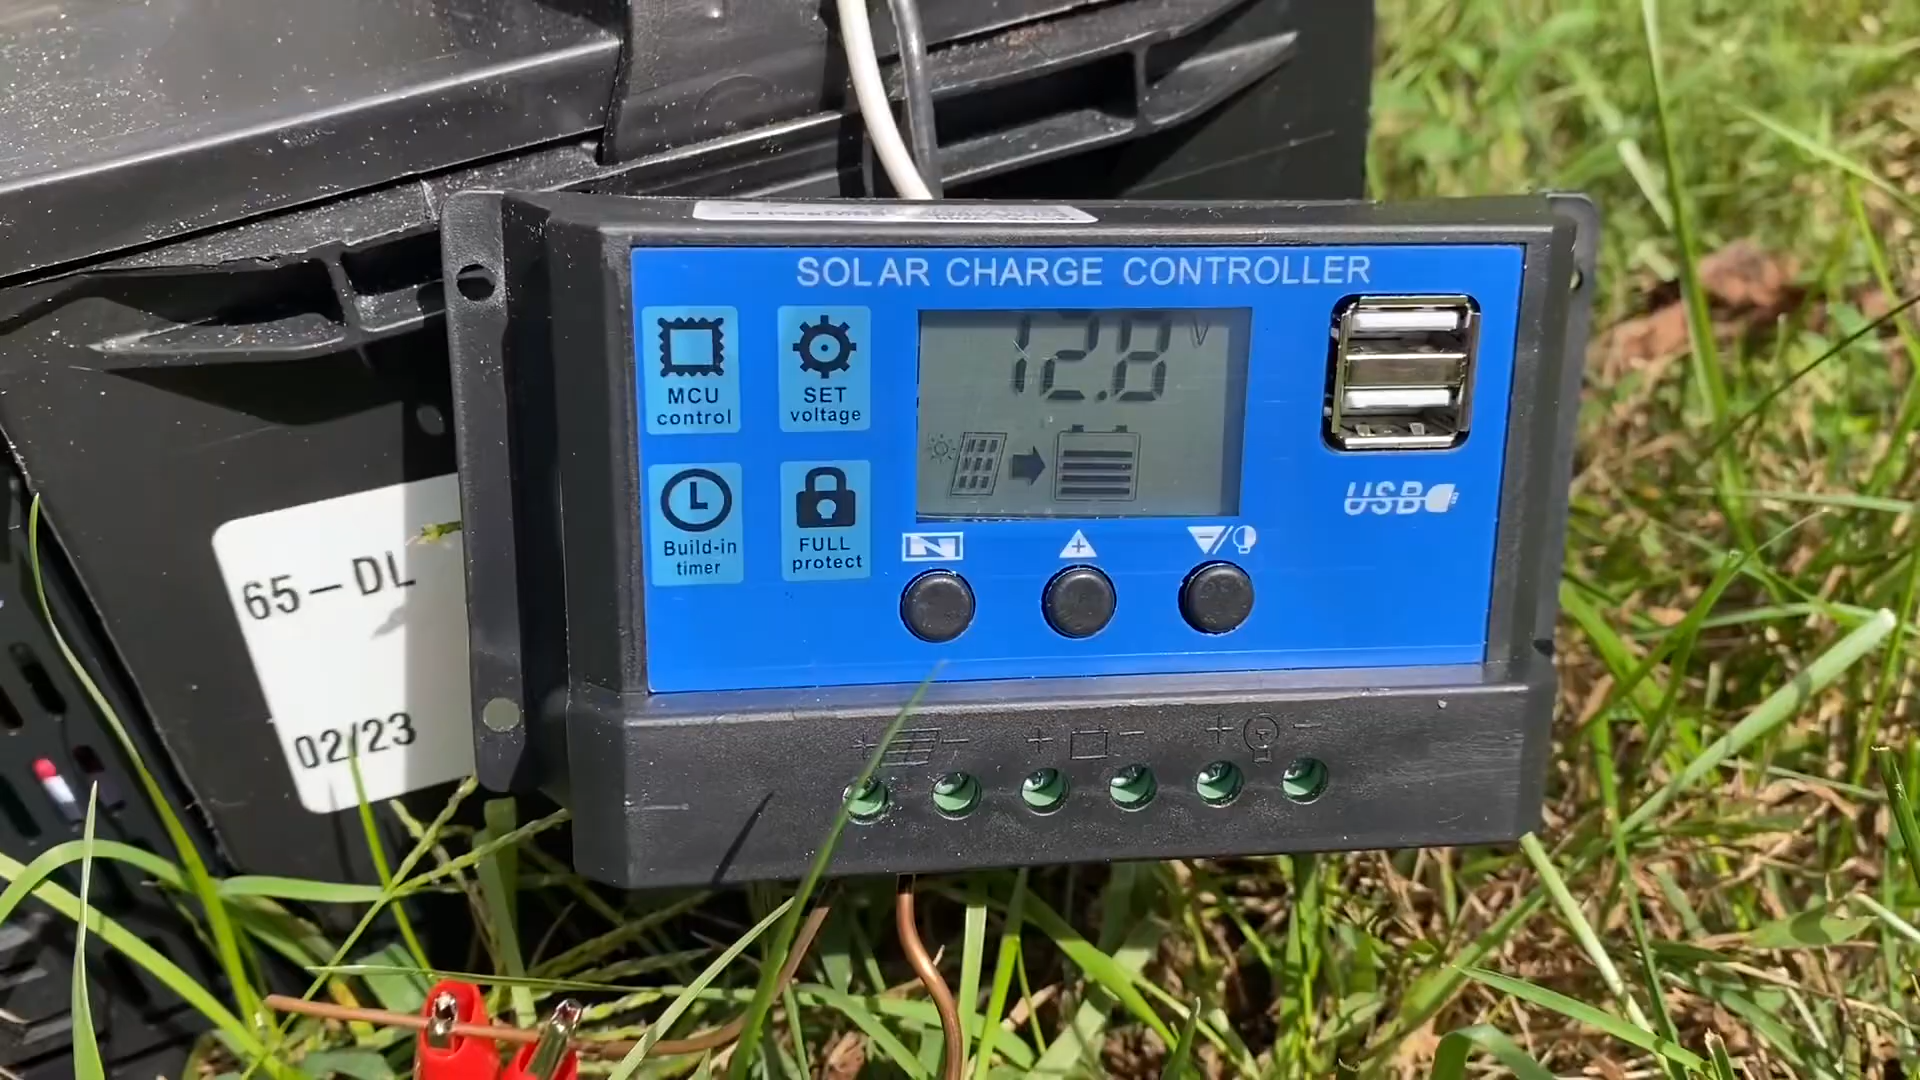 SOLAR CHARGE CONTROLLER
12.8 V
MCU
control
SET
voltage
Build-in
timer
FULL
protect
USB
+ - + - + -
65-DL
02/23